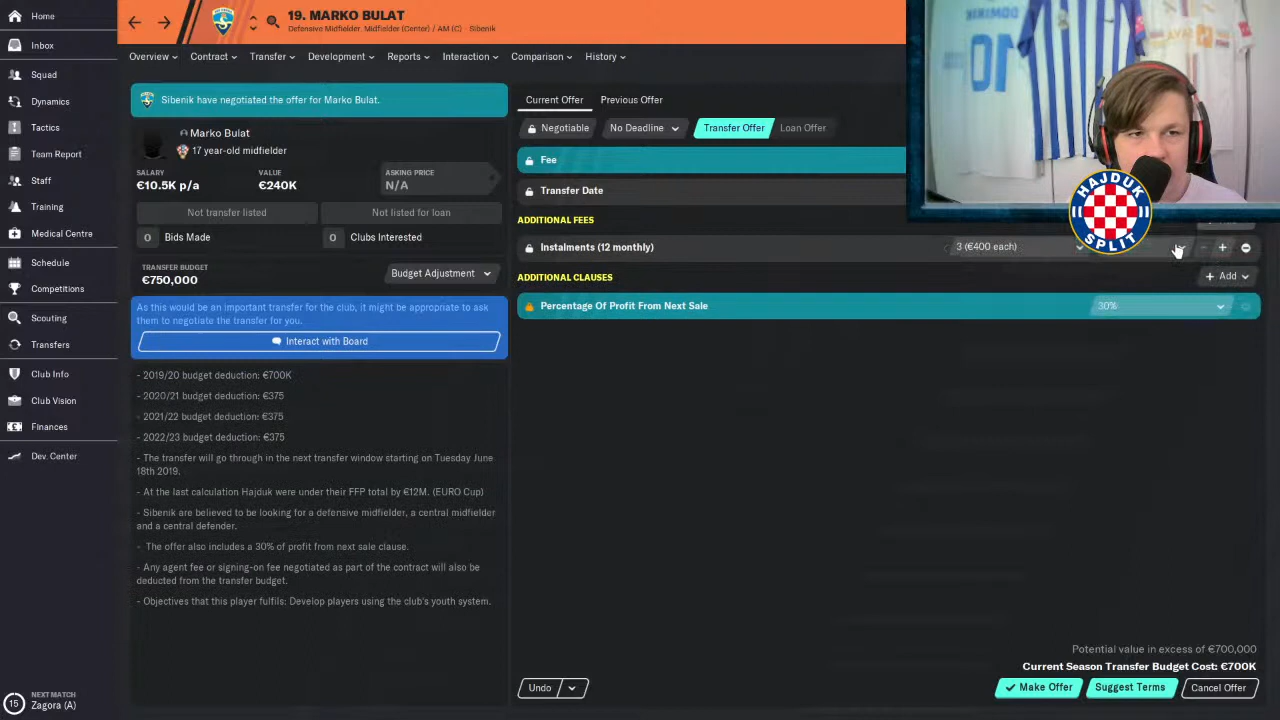 Home
Inbox
Squad
Dynamics
Tactics
Team Report
Staff
Training
Medical Centre
Schedule
Competitions
Scouting
Transfers
Club Info
Club Vision
Finances
Dev. Center
15
NEXT MATCH
Zagora (A)
19. MARKO BULAT
Defensive Midfielder, Midfielder (Center) / AM (C) - Sibenik
Overview
Contract
Transfer
Development
Reports
Interaction
Comparison
History
Sibenik have negotiated the offer for Marko Bulat.
Marko Bulat
17 year-old midfielder
SALARY
€10.5K p/a
VALUE
€240K
ASKING PRICE
N/A
Not transfer listed
Not listed for loan
0 Bids Made
0 Clubs Interested
TRANSFER BUDGET
€750,000
Budget Adjustment
As this would be an important transfer for the club, it might be appropriate to ask
them to negotiate the transfer for you.
Interact with Board
- 2019/20 budget deduction: €700K
- 2020/21 budget deduction: €375
- 2021/22 budget deduction: €375
- 2022/23 budget deduction: €375
- The transfer will go through in the next transfer window starting on Tuesday June
18th 2019.
- At the last calculation Hajduk were under their FFP total by €12M. (EURO Cup)
- Sibenik are believed to be looking for a defensive midfielder, a central midfielder
and a central defender.
- The offer also includes a 30% of profit from next sale clause.
- Any agent fee or signing-on fee negotiated as part of the contract will also be
deducted from the transfer budget.
- Objectives that this player fulfils: Develop players using the club's youth system.
Current Offer
Previous Offer
Negotiable
No Deadline
Transfer Offer
Loan Offer
Fee
Transfer Date
ADDITIONAL FEES
Instalments (12 monthly)
3 (€400 each)
ADDITIONAL CLAUSES
+ Add
Percentage Of Profit From Next Sale
30%
Potential value in excess of €700,000
Current Season Transfer Budget Cost: €700K
Undo
Make Offer
Suggest Terms
Cancel Offer
DOMINIK
10
HAJDUK
SPLIT